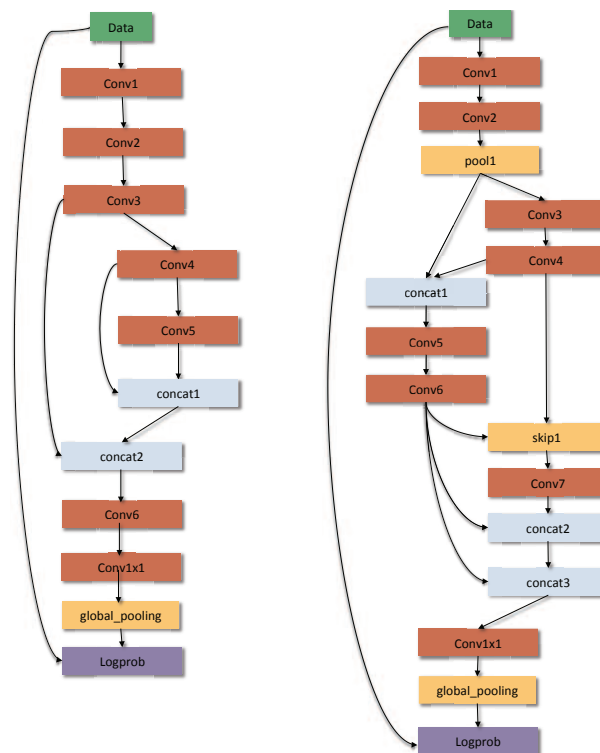 Data
Conv1
Conv2
Conv3
Conv4
Conv5
concat1
concat2
Conv6
Conv1x1
global_pooling
Logprob
Data
Conv1
Conv2
pool1
Conv3
Conv4
concat1
Conv5
Conv6
skip1
Conv7
concat2
concat3
Conv1x1
global_pooling
Logprob